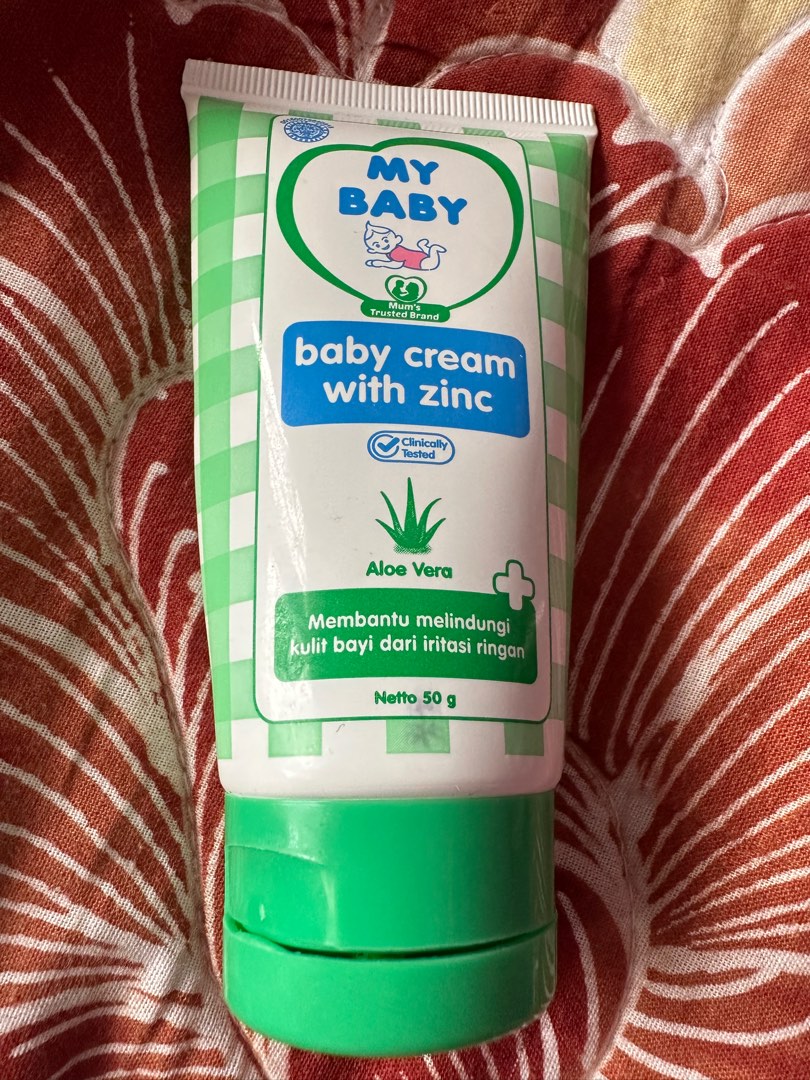 MY
BABY
Mum's
Trusted Brand
baby cream
with zinc
Clinically
Tested
Aloe Vera
Membantu melindungi
kulit bayi dari iritasi ringan
Netto 50 g